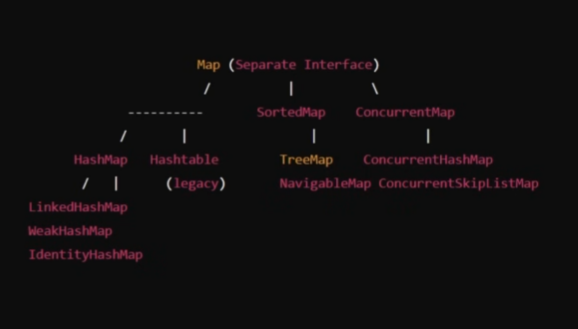 Map (Separate Interface)
/ | \
---------- SortedMap ConcurrentMap
/ | | |
HashMap Hashtable TreeMap ConcurrentHashMap
/ | (legacy) NavigableMap ConcurrentSkipListMap
LinkedHashMap
WeakHashMap
IdentityHashMap